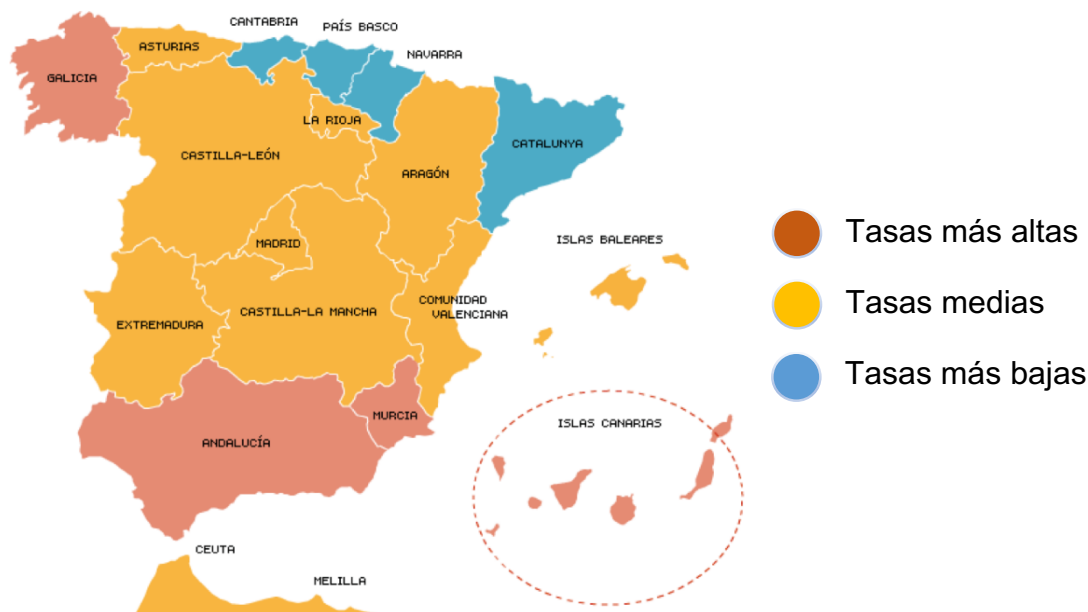 CANTABRIA
PAÍS BASCO
ASTURIAS
NAVARRA
GALICIA
LA RIOJA
CATALUNYA
CASTILLA-LEÓN
ARAGÓN
Tasas más altas
MADRID
ISLAS BALEARES
Tasas medias
COMUNIDAD
VALENCIANA
CASTILLA-LA MANCHA
EXTREMADURA
Tasas más bajas
MURCIA
ISLAS CANARIAS
ANDALUCÍA
CEUTA
MELILLA